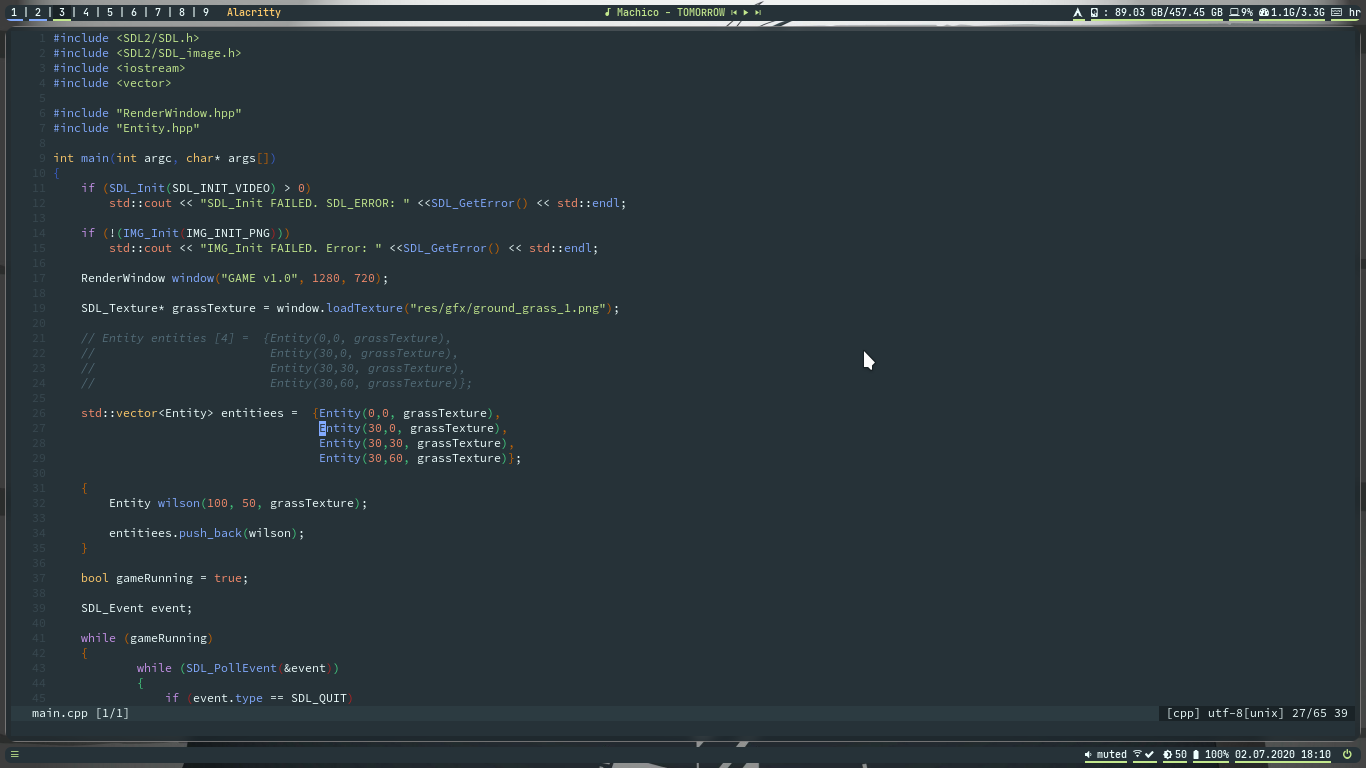 1 | 2 | 3 | 4 | 5 | 6 | 7 | 8 | 9 Alacritty Machico - TOMORROW : 89.03 GB/457.45 GB 9% 1.1G/3.3G hr
1 #include <SDL2/SDL.h>
2 #include <SDL2/SDL_image.h>
3 #include <iostream>
4 #include <vector>
5
6 #include "RenderWindow.hpp"
7 #include "Entity.hpp"
8
9 int main(int argc, char* args[])
10 {
11     if (SDL_Init(SDL_INIT_VIDEO) > 0)
12         std::cout << "SDL_Init FAILED. SDL_ERROR: " <<SDL_GetError() << std::endl;
13
14     if (!(IMG_Init(IMG_INIT_PNG)))
15         std::cout << "IMG_Init FAILED. Error: " <<SDL_GetError() << std::endl;
16
17     RenderWindow window("GAME v1.0", 1280, 720);
18
19     SDL_Texture* grassTexture = window.loadTexture("res/gfx/ground_grass_1.png");
20
21     // Entity entities [4] =  {Entity(0,0, grassTexture),
22     //                         Entity(30,0, grassTexture),
23     //                         Entity(30,30, grassTexture),
24     //                         Entity(30,60, grassTexture)};
25
26     std::vector<Entity> entitiees =  {Entity(0,0, grassTexture),
27                                       Entity(30,0, grassTexture),
28                                       Entity(30,30, grassTexture),
29                                       Entity(30,60, grassTexture)};
30
31     {
32         Entity wilson(100, 50, grassTexture);
33
34         entitiees.push_back(wilson);
35     }
36
37     bool gameRunning = true;
38
39     SDL_Event event;
40
41     while (gameRunning)
42     {
43             while (SDL_PollEvent(&event))
44             {
45                 if (event.type == SDL_QUIT)
main.cpp [1/1] [cpp] utf-8[unix] 27/65 39
muted 50 100% 02.07.2020 18:10